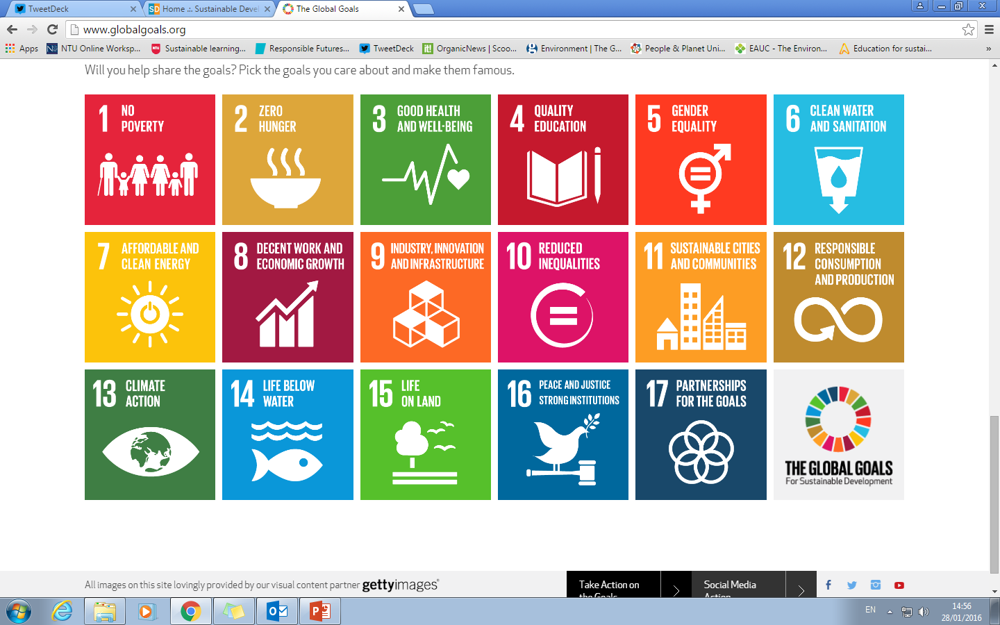 TweetDeck
SD Home .:. Sustainable Devel
The Global Goals
www.globalgoals.org
Apps
NTU Online Worksp...
Sustainable learning...
Responsible Futures...
TweetDeck
it! OrganicNews | Scoo...
Environment | The G...
People & Planet Uni...
EAUC - The Environ...
Education for sustai...
»
Will you help share the goals? Pick the goals you care about and make them famous.
1 NO
POVERTY
2 ZERO
HUNGER
3 GOOD HEALTH
AND WELL-BEING
4 QUALITY
EDUCATION
5 GENDER
EQUALITY
6 CLEAN WATER
AND SANITATION
7 AFFORDABLE AND
CLEAN ENERGY
8 DECENT WORK AND
ECONOMIC GROWTH
9 INDUSTRY, INNOVATION
AND INFRASTRUCTURE
10 REDUCED
INEQUALITIES
11 SUSTAINABLE CITIES
AND COMMUNITIES
12 RESPONSIBLE
CONSUMPTION
AND PRODUCTION
13 CLIMATE
ACTION
14 LIFE BELOW
WATER
15 LIFE
ON LAND
16 PEACE AND JUSTICE
STRONG INSTITUTIONS
17 PARTNERSHIPS
FOR THE GOALS
THE GLOBAL GOALS
For Sustainable Development
All images on this site lovingly provided by our visual content partner gettyimages®
Take Action on
the Goals
Social Media
Action
EN
14:56
28/01/2016